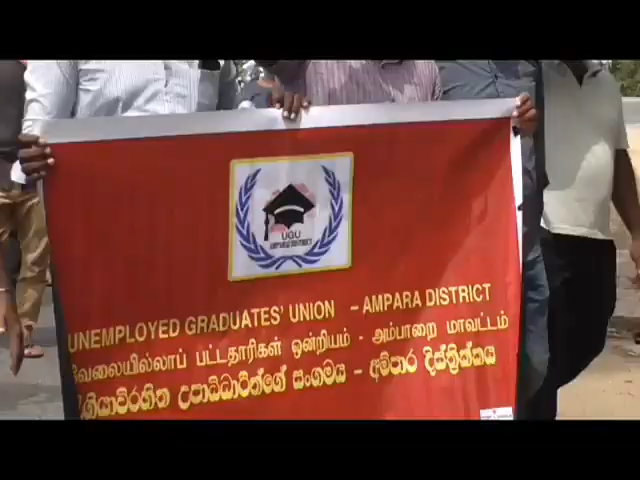 UGU
AMPARA DISTRICT
UNEMPLOYED GRADUATES' UNION - AMPARA DISTRICT
வேலையில்லாப் பட்டதாரிகள் ஒன்றியம் - அம்பாறை மாவட்டம்
රැකියාවිරහිත උපාධිධාරීන්ගේ සංගමය - අම්පාර දිස්ත්‍රික්කය